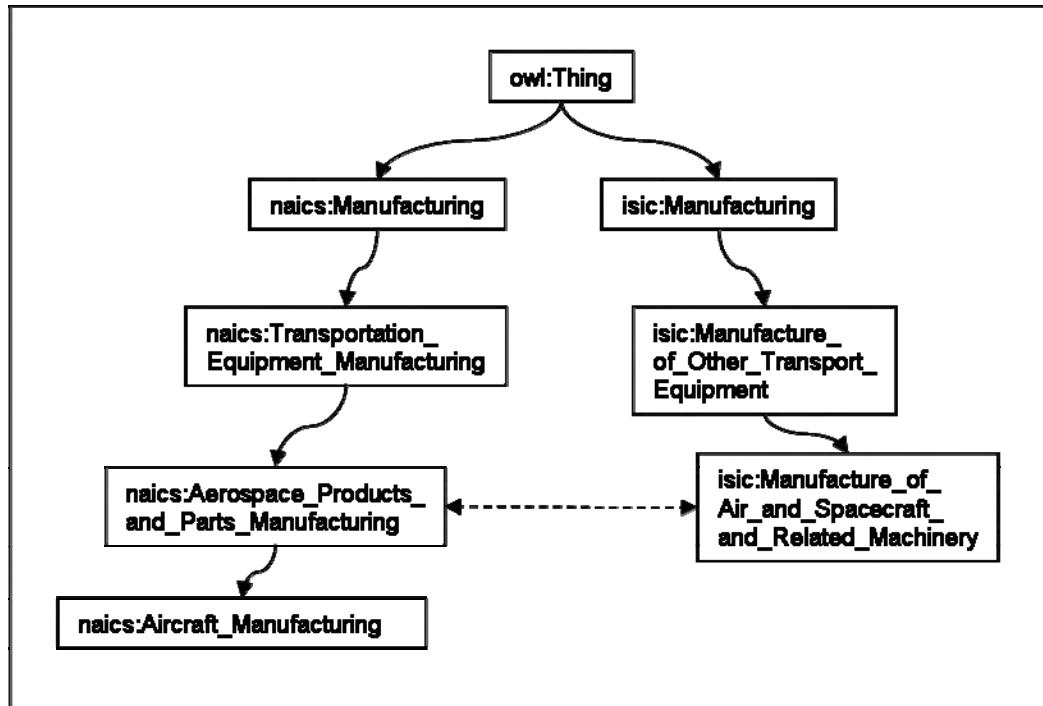 owl:Thing
naics:Manufacturing
isic:Manufacturing
naics:Transportation_
Equipment_Manufacturing
isic:Manufacture_
of_Other_Transport_
Equipment
naics:Aerospace_Products_
and_Parts_Manufacturing
isic:Manufacture_of_
Air_and_Spacecraft_
and_Related_Machinery
naics:Aircraft_Manufacturing